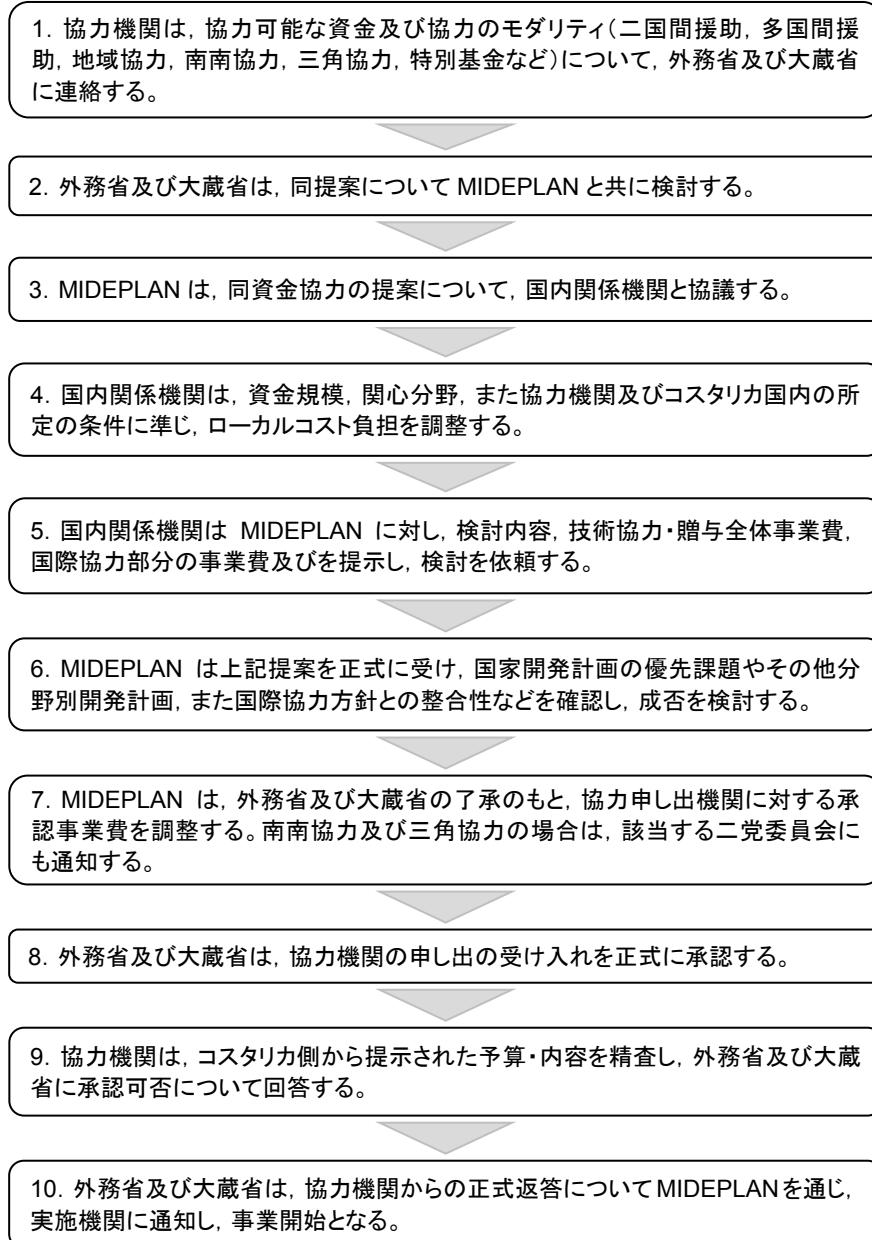 1. 協力機関は，協力可能な資金及び協力のモダリティ（二国間援助，多国間援
助，地域協力，南南協力，三角協力，特別基金など）について，外務省及び大蔵省
に連絡する。
2. 外務省及び大蔵省は，同提案について MIDEPLAN と共に検討する。
3. MIDEPLAN は，同資金協力の提案について，国内関係機関と協議する。
4. 国内関係機関は，資金規模，関心分野，また協力機関及びコスタリカ国内の所
定の条件に準じ，ローカルコスト負担を調整する。
5. 国内関係機関は MIDEPLAN に対し，検討内容，技術協力・贈与全体事業費，
国際協力部分の事業費及びを提示し，検討を依頼する。
6. MIDEPLAN は上記提案を正式に受け，国家開発計画の優先課題やその他分
野別開発計画，また国際協力方針との整合性などを確認し，成否を検討する。
7. MIDEPLAN は，外務省及び大蔵省の了承のもと，協力申し出機関に対する承
認事業費を調整する。南南協力及び三角協力の場合は，該当する二党委員会に
も通知する。
8. 外務省及び大蔵省は，協力機関の申し出の受け入れを正式に承認する。
9. 協力機関は，コスタリカ側から提示された予算・内容を精査し，外務省及び大蔵
省に承認可否について回答する。
10. 外務省及び大蔵省は，協力機関からの正式返答についてMIDEPLANを通じ，
実施機関に通知し，事業開始となる。